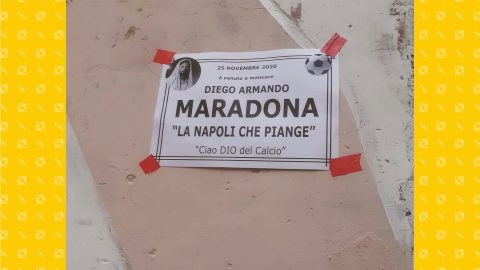 25 NOVEMBRE 2020
è venuto a mancare
DIEGO ARMANDO
MARADONA
"LA NAPOLI CHE PIANGE"
"Ciao DIO del Calcio"